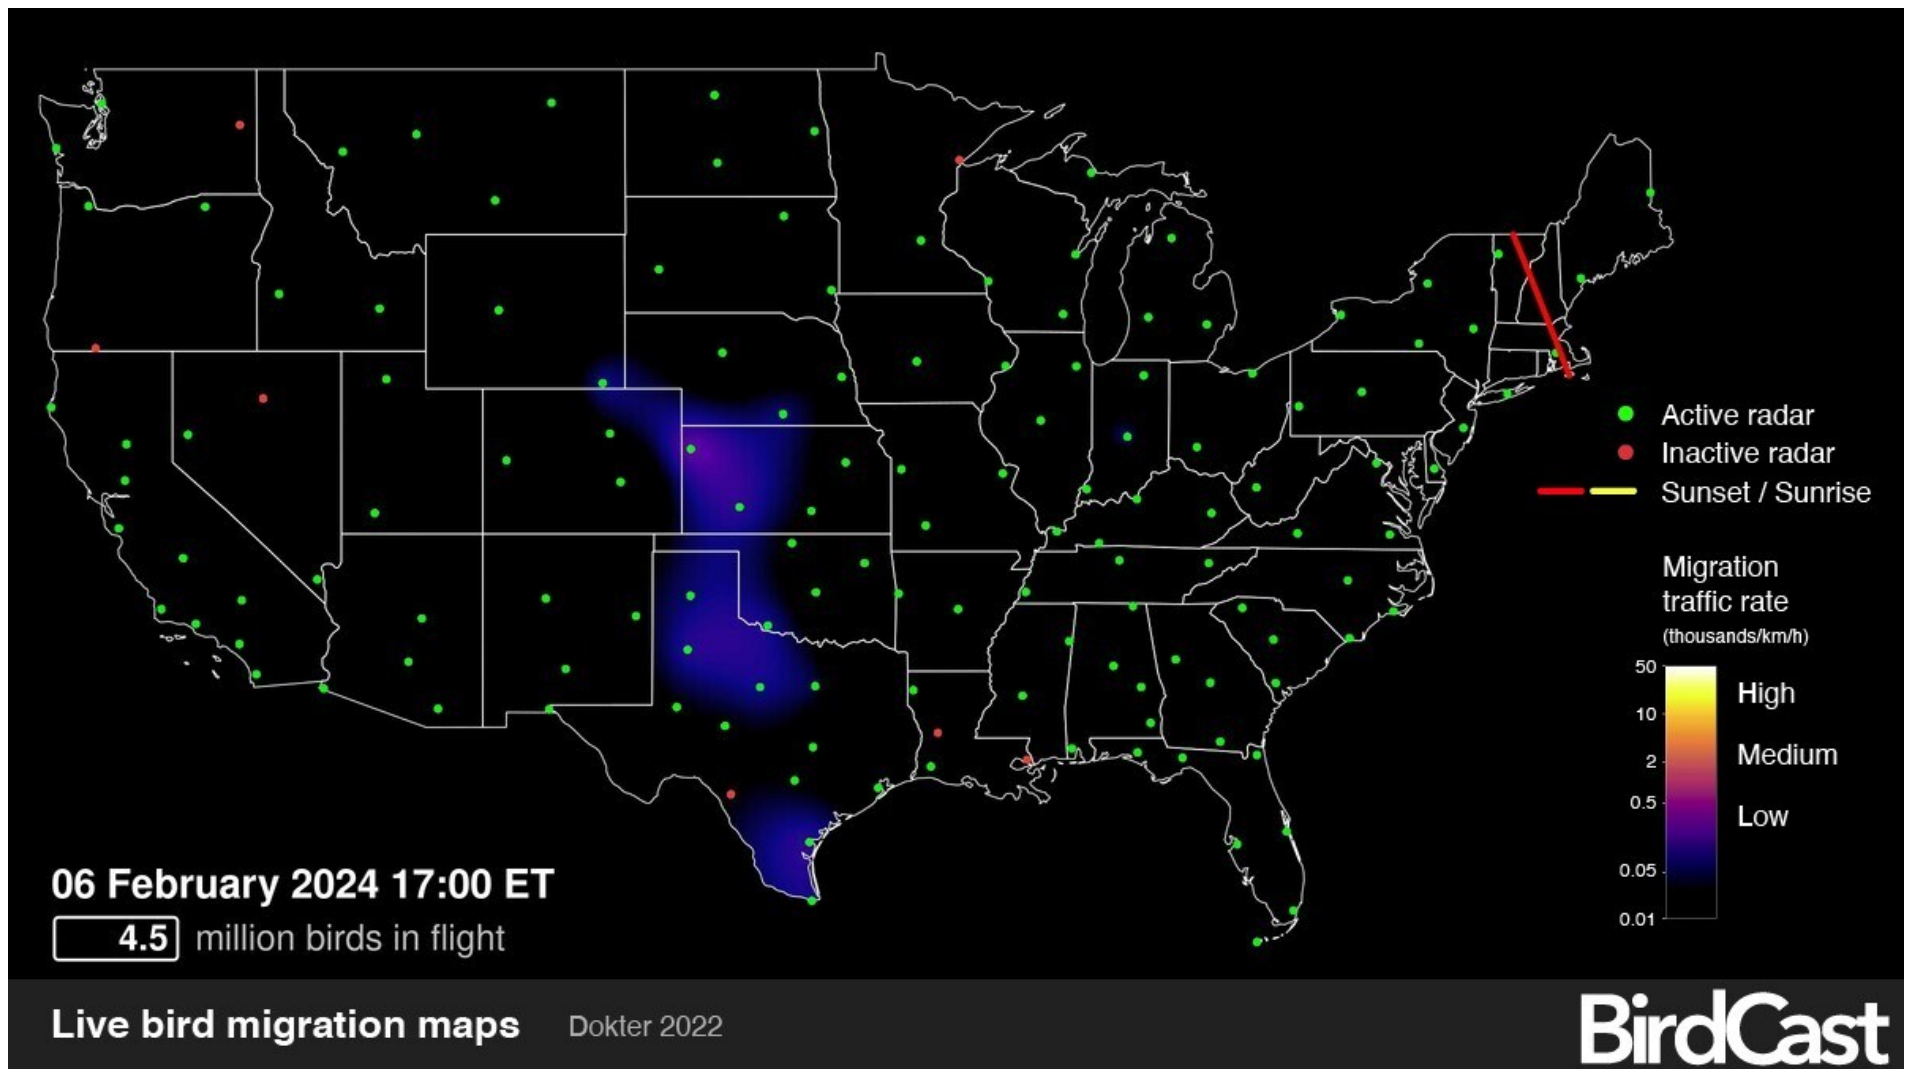 Active radar
Inactive radar
Sunset / Sunrise
Migration
traffic rate
(thousands/km/h)
50
High
10
Medium
2
0.5
Low
0.05
0.01
06 February 2024 17:00 ET
4.5 million birds in flight
Live bird migration maps Dokter 2022
BirdCast